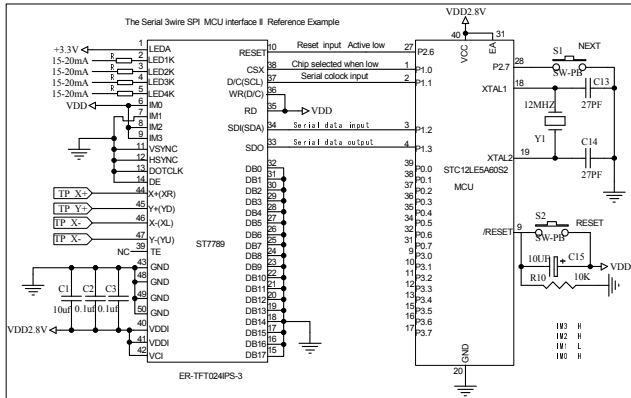 The Serial 3wire SPI MCU interface II Reference Example
+3.3V
15-20mA R
15-20mA R
15-20mA R
15-20mA R
VDD
1 LEDA
2 LED1K
3 LED2K
4 LED3K
5 LED4K
6 IM0
7 IM1
8 IM2
9 IM3
11 VSYNC
12 HSYNC
13 DOTCLK
14 DE
TP X+ 44 X+(XR)
TP Y+ 45 Y+(YD)
TP X- 46 X-(XL)
TP X- 47 Y-(YU)
NC 39 TE
43 GND
48 GND
49 GND
50 GND
40 VDDI
41 VDDI
42 VCI
C1 C2 C3
10uf 0.1uf 0.1uf
VDD2.8V
ST7789
ER-TFT024IPS-3
RESET 10 Reset input Active low 27 P2.6
CSX 38 Chip selected when low 1 P1.0
D/C(SCL) 37 Serial colock input 2 P1.1
WR(D/C) 36
RD 35 VDD
SDI(SDA) 34 Serial data input 3 P1.2
SDO 33 Serial data output 4 P1.3
DB0 32
DB1 31
DB2 30
DB3 29
DB4 28
DB5 27
DB6 26
DB7 25
DB8 24
DB9 23
DB10 22
DB11 21
DB12 20
DB13 19
DB14 18
DB15 17
DB16 16
DB17 15
39 P0.0
38 P0.1
37 P0.2
36 P0.3
35 P0.4
34 P0.5
32 P0.6
31 P0.7
P3.0
P3.1
P3.2
P3.3
P3.4
P3.5
16 P3.6
17 P3.7
VDD2.8V
40 31
VCC EA
STC12LE5A60S2
MCU
GND
20
P2.7 28
XTAL1 18
XTAL2 19
/RESET 9
S1 NEXT
SW-PB
C13
27PF
12MHZ
Y1
C14
27PF
S2 RESET
SW-PB
10UF + C15
VDD
R10 10K
IM3 H
IM2 H
IM1 L
IM0 H